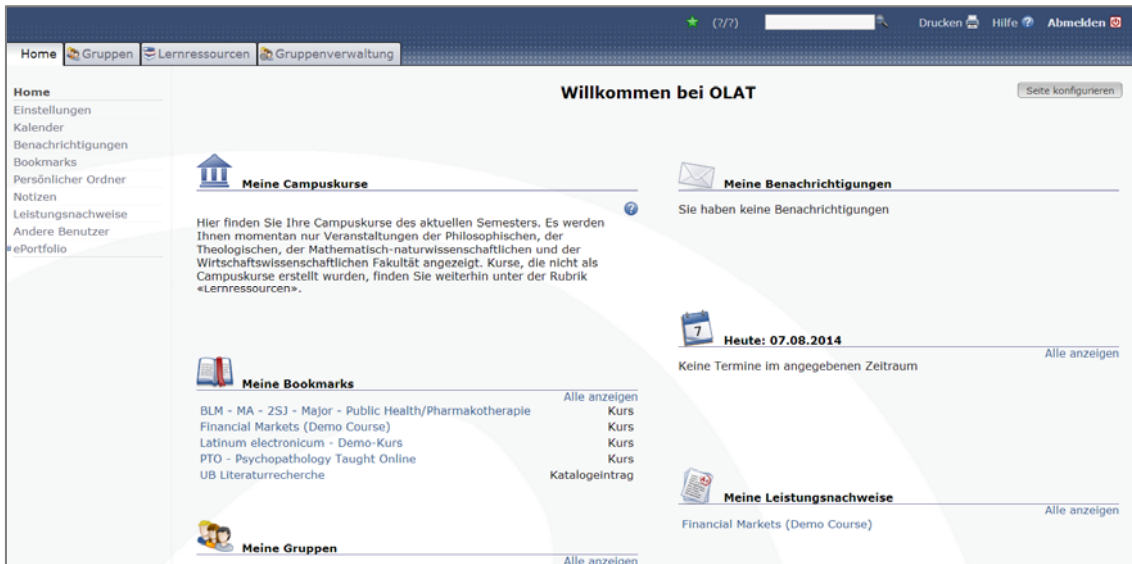 (?/?) Drucken Hilfe Abmelden
Home Gruppen Lernressourcen Gruppenverwaltung
Home
Einstellungen
Kalender
Benachrichtigungen
Bookmarks
Persönlicher Ordner
Notizen
Leistungsnachweise
Andere Benutzer
ePortfolio
Willkommen bei OLAT
Seite konfigurieren
Meine Campuskurse
Hier finden Sie Ihre Campuskurse des aktuellen Semesters. Es werden
Ihnen momentan nur Veranstaltungen der Philosophischen, der
Theologischen, der Mathematisch-naturwissenschaftlichen und der
Wirtschaftswissenschaftlichen Fakultät angezeigt. Kurse, die nicht als
Campuskurse erstellt wurden, finden Sie weiterhin unter der Rubrik
«Lernressourcen».
Meine Bookmarks
Alle anzeigen
BLM - MA - 2SJ - Major - Public Health/Pharmakotherapie Kurs
Financial Markets (Demo Course) Kurs
Latinum electronicum - Demo-Kurs Kurs
PTO - Psychopathology Taught Online Kurs
UB Literaturrecherche Katalogeintrag
Meine Gruppen
Alle anzeigen
Meine Benachrichtigungen
Sie haben keine Benachrichtigungen
7
Heute: 07.08.2014
Alle anzeigen
Keine Termine im angegebenen Zeitraum
Meine Leistungsnachweise
Alle anzeigen
Financial Markets (Demo Course)